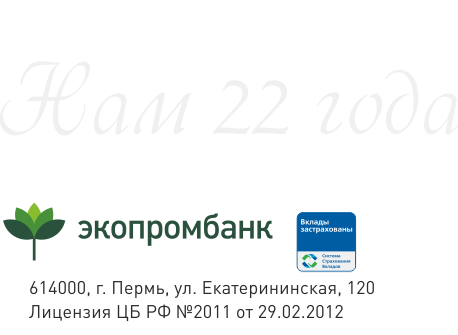 Нам 22 года
экопромбанк
Вклады
застрахованы
Система
Страхования
Вкладов
614000, г. Пермь, ул. Екатерининская, 120
Лицензия ЦБ РФ №2011 от 29.02.2012